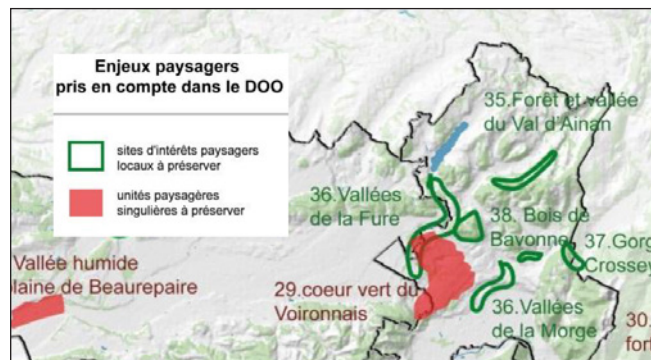 Enjeux paysagers
pris en compte dans le DOO
sites d'intérêts paysagers
locaux à préserver
unités paysagères
singulières à préserver
35.Forêt et vallée
du Val d'Ainan
36.Vallées
de la Fure
38. Bois de
Bavonne
37.Gorg
Crossey
Vallée humide
plaine de Beaurepaire
29.coeur vert du
Voironnais
36.Vallées
de la Morge
30.
fort